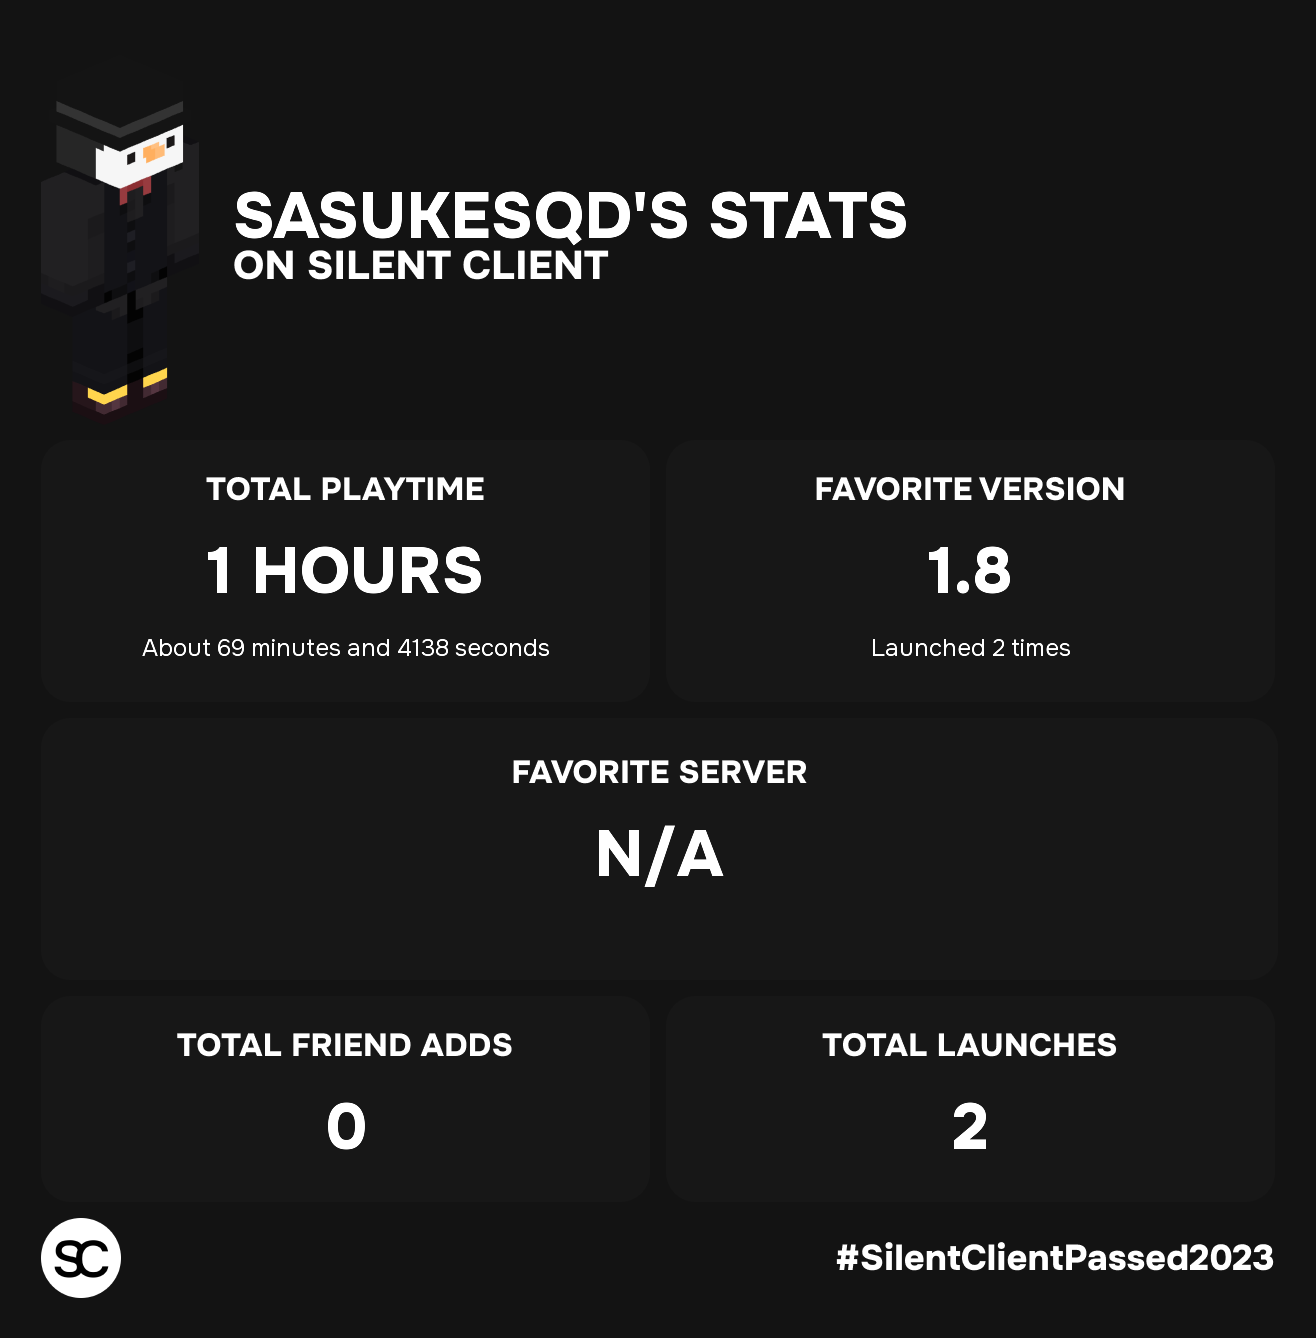 SASUKESQD'S STATS
ON SILENT CLIENT
TOTAL PLAYTIME
1 HOURS
About 69 minutes and 4138 seconds
FAVORITE VERSION
1.8
Launched 2 times
FAVORITE SERVER
N/A
TOTAL FRIEND ADDS
0
TOTAL LAUNCHES
2
SC
#SilentClientPassed2023